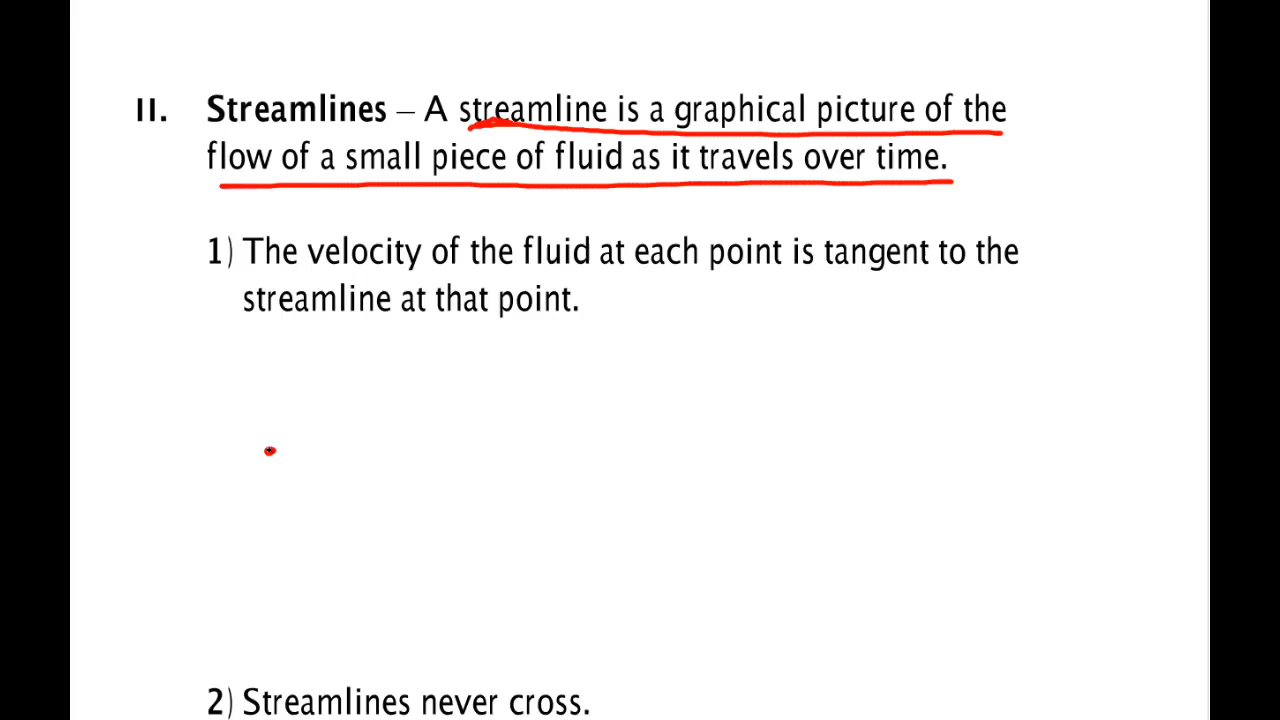 II. Streamlines – A streamline is a graphical picture of the
flow of a small piece of fluid as it travels over time.
1) The velocity of the fluid at each point is tangent to the
streamline at that point.
2) Streamlines never cross.